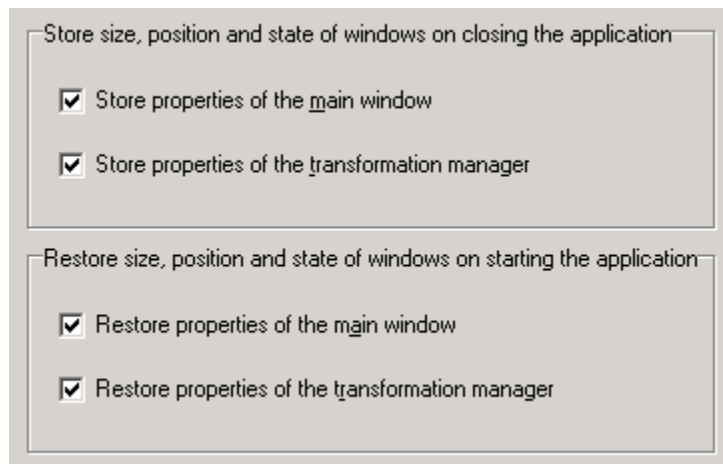 Store size, position and state of windows on closing the application
Store properties of the main window
Store properties of the transformation manager
Restore size, position and state of windows on starting the application
Restore properties of the main window
Restore properties of the transformation manager